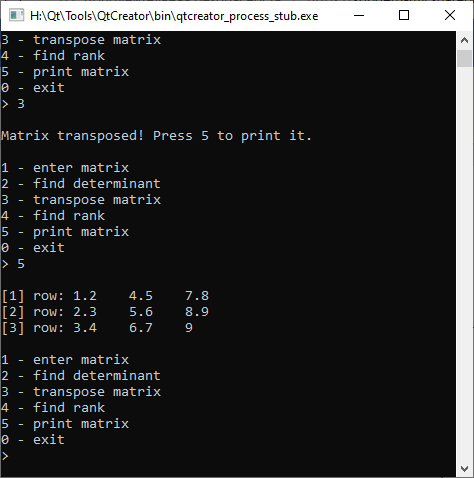 H:\Qt\Tools\QtCreator\bin\qtcreator_process_stub.exe
3 - transpose matrix
4 - find rank
5 - print matrix
0 - exit
> 3
Matrix transposed! Press 5 to print it.
1 - enter matrix
2 - find determinant
3 - transpose matrix
4 - find rank
5 - print matrix
0 - exit
> 5
[1] row: 1.2    4.5    7.8
[2] row: 2.3    5.6    8.9
[3] row: 3.4    6.7    9
1 - enter matrix
2 - find determinant
3 - transpose matrix
4 - find rank
5 - print matrix
0 - exit
>